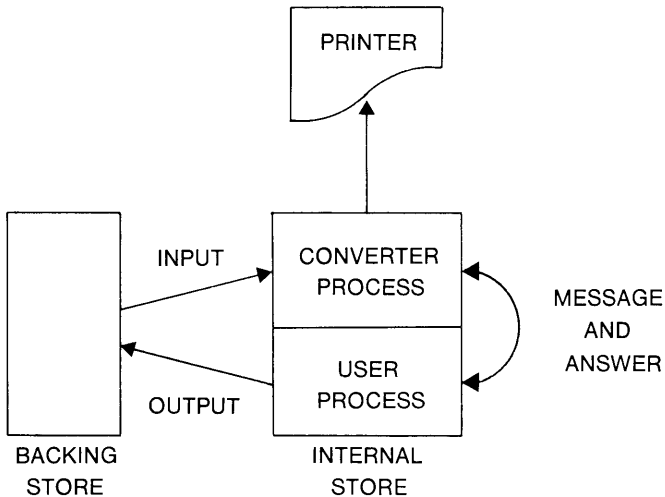 PRINTER
INPUT
CONVERTER
PROCESS
MESSAGE
AND
ANSWER
USER
PROCESS
OUTPUT
BACKING
STORE
INTERNAL
STORE